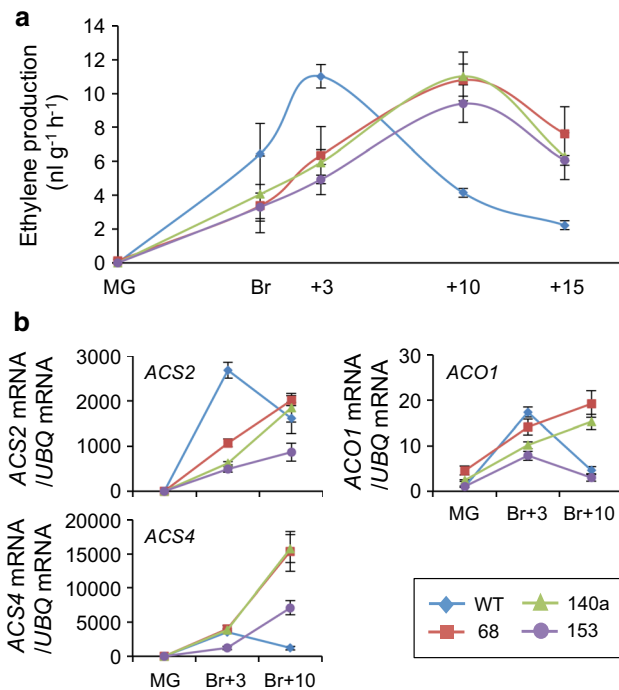 a
Ethylene production
(nl g⁻¹ h⁻¹)
14
12
10
8
6
4
2
0
MG Br +3 +10 +15
b
ACS2 mRNA
/UBQ mRNA
3000
2000
1000
0
ACS2
ACO1 mRNA
/UBQ mRNA
30
20
10
0
ACO1
MG Br+3 Br+10
ACS4 mRNA
/UBQ mRNA
20000
15000
10000
5000
0
ACS4
MG Br+3 Br+10
WT 140a
68 153